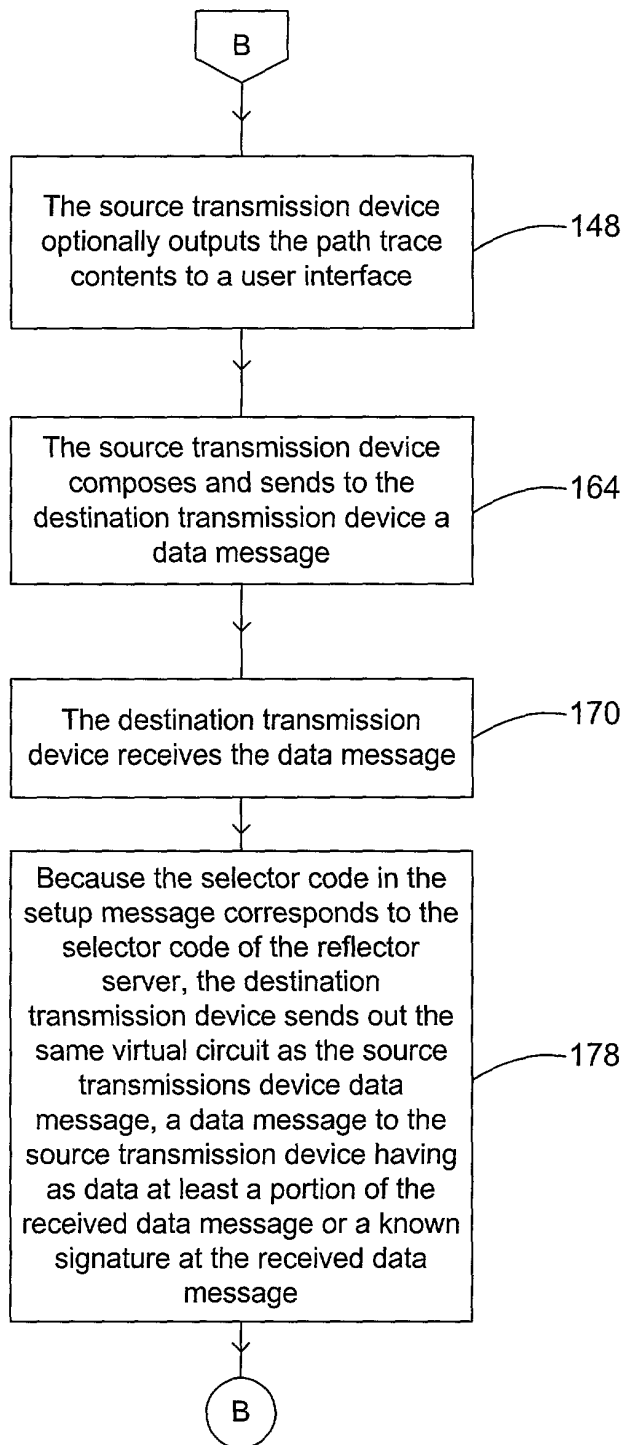 B
The source transmission device
optionally outputs the path trace
contents to a user interface
148
The source transmission device
composes and sends to the
destination transmission device a
data message
164
The destination transmission
device receives the data message
170
Because the selector code in the
setup message corresponds to the
selector code of the reflector
server, the destination
transmission device sends out the
same virtual circuit as the source
transmissions device data
message, a data message to the
source transmission device having
as data at least a portion of the
received data message or a known
signature at the received data
message
178
B